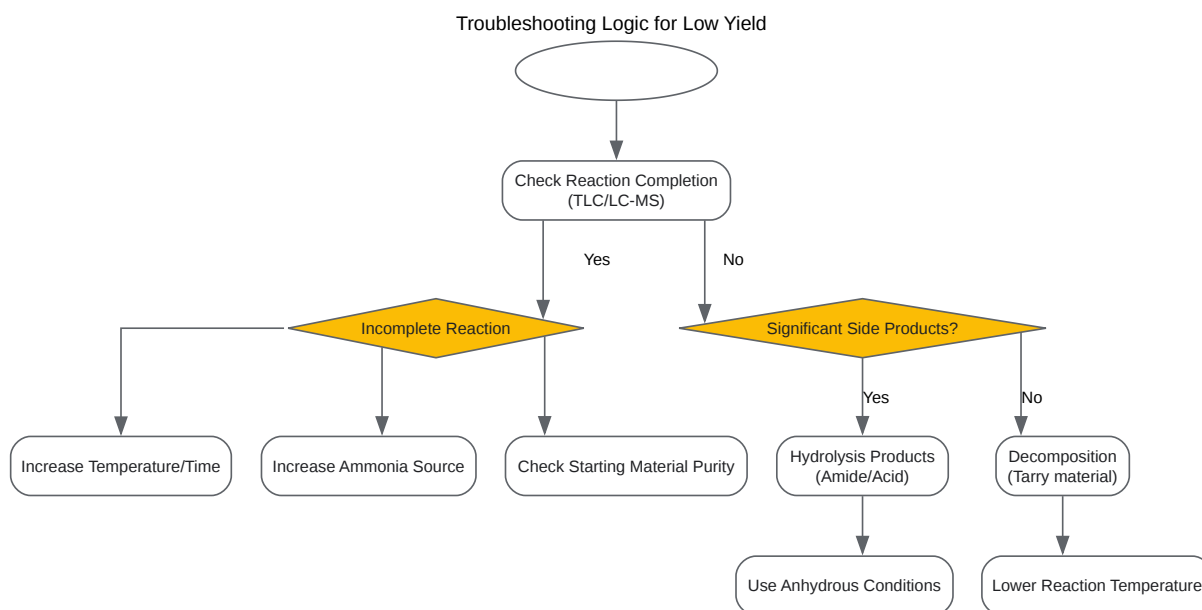 Troubleshooting Logic for Low Yield
Check Reaction Completion
(TLC/LC-MS)
Yes
No
Incomplete Reaction
Significant Side Products?
Yes
No
Increase Temperature/Time
Increase Ammonia Source
Check Starting Material Purity
Hydrolysis Products
(Amide/Acid)
Decomposition
(Tarry material)
Use Anhydrous Conditions
Lower Reaction Temperature